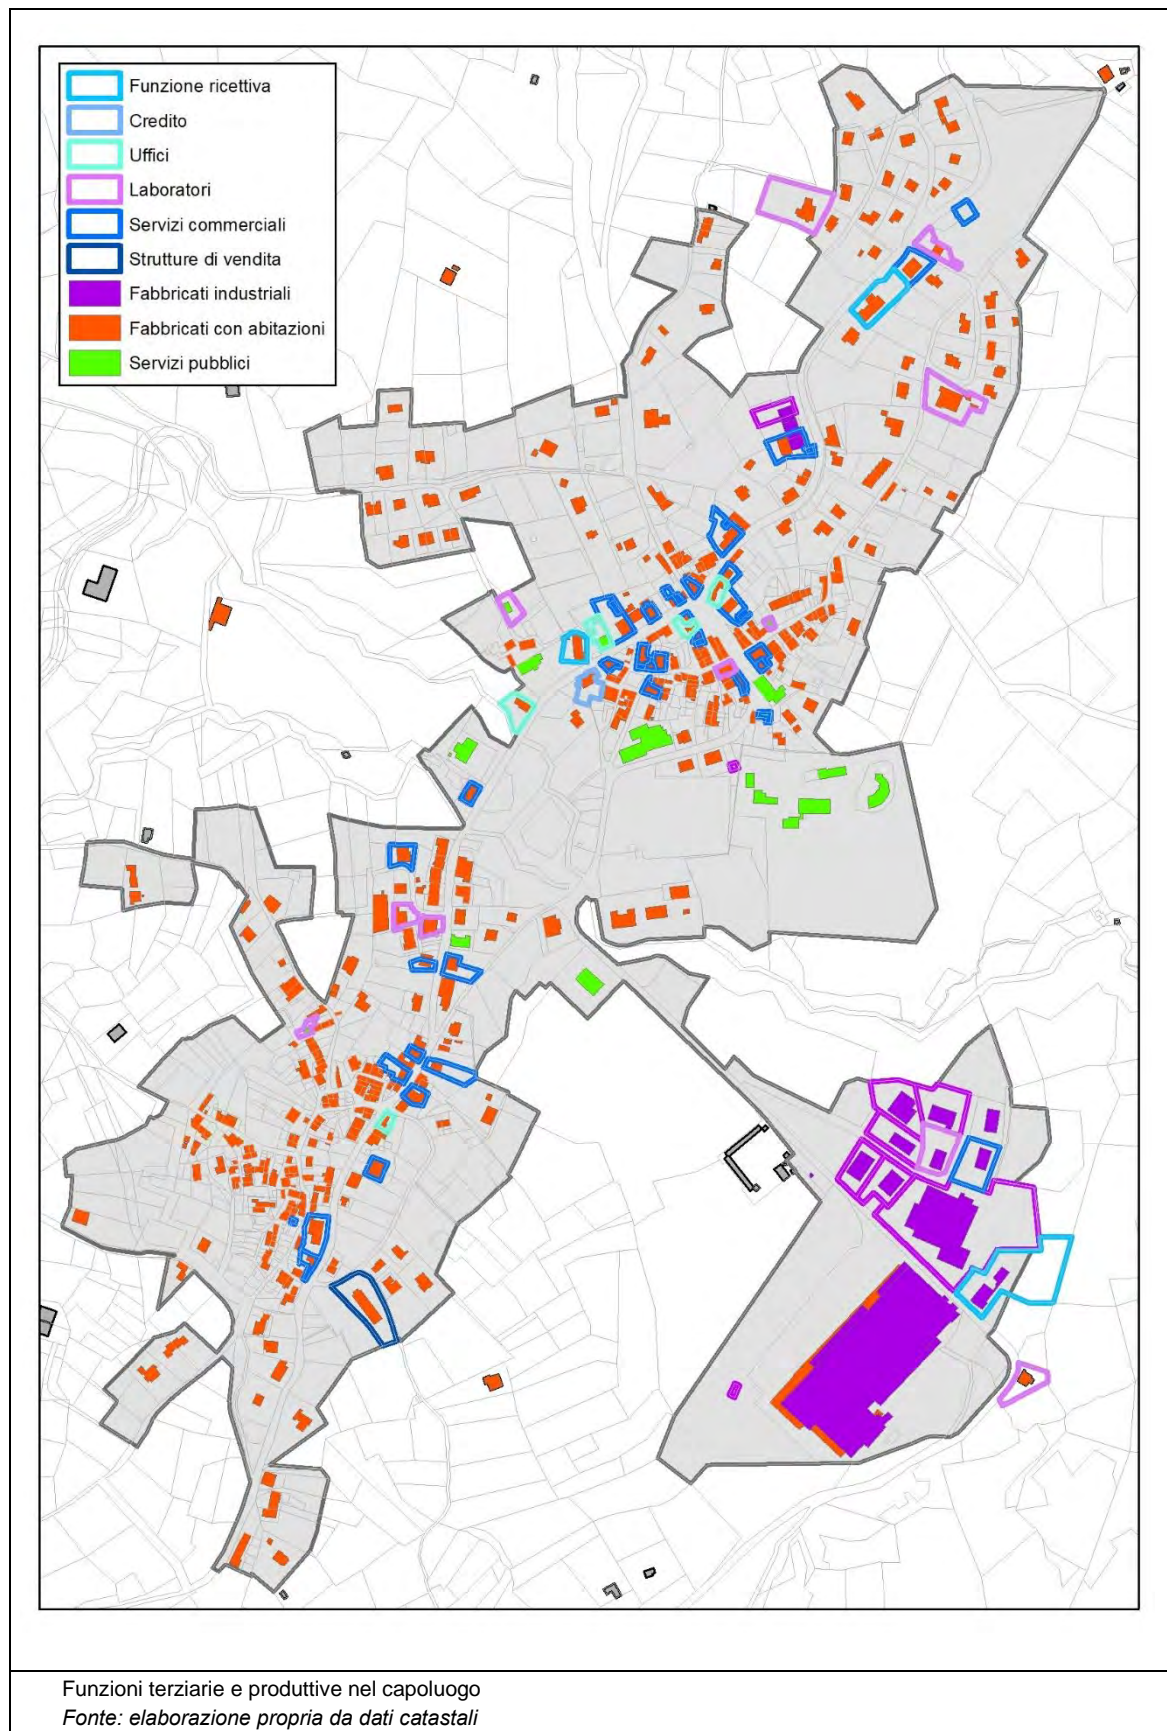 Funzione ricettiva
Credito
Uffici
Laboratori
Servizi commerciali
Strutture di vendita
Fabbricati industriali
Fabbricati con abitazioni
Servizi pubblici
Funzioni terziarie e produttive nel capoluogo
Fonte: elaborazione propria da dati catastali